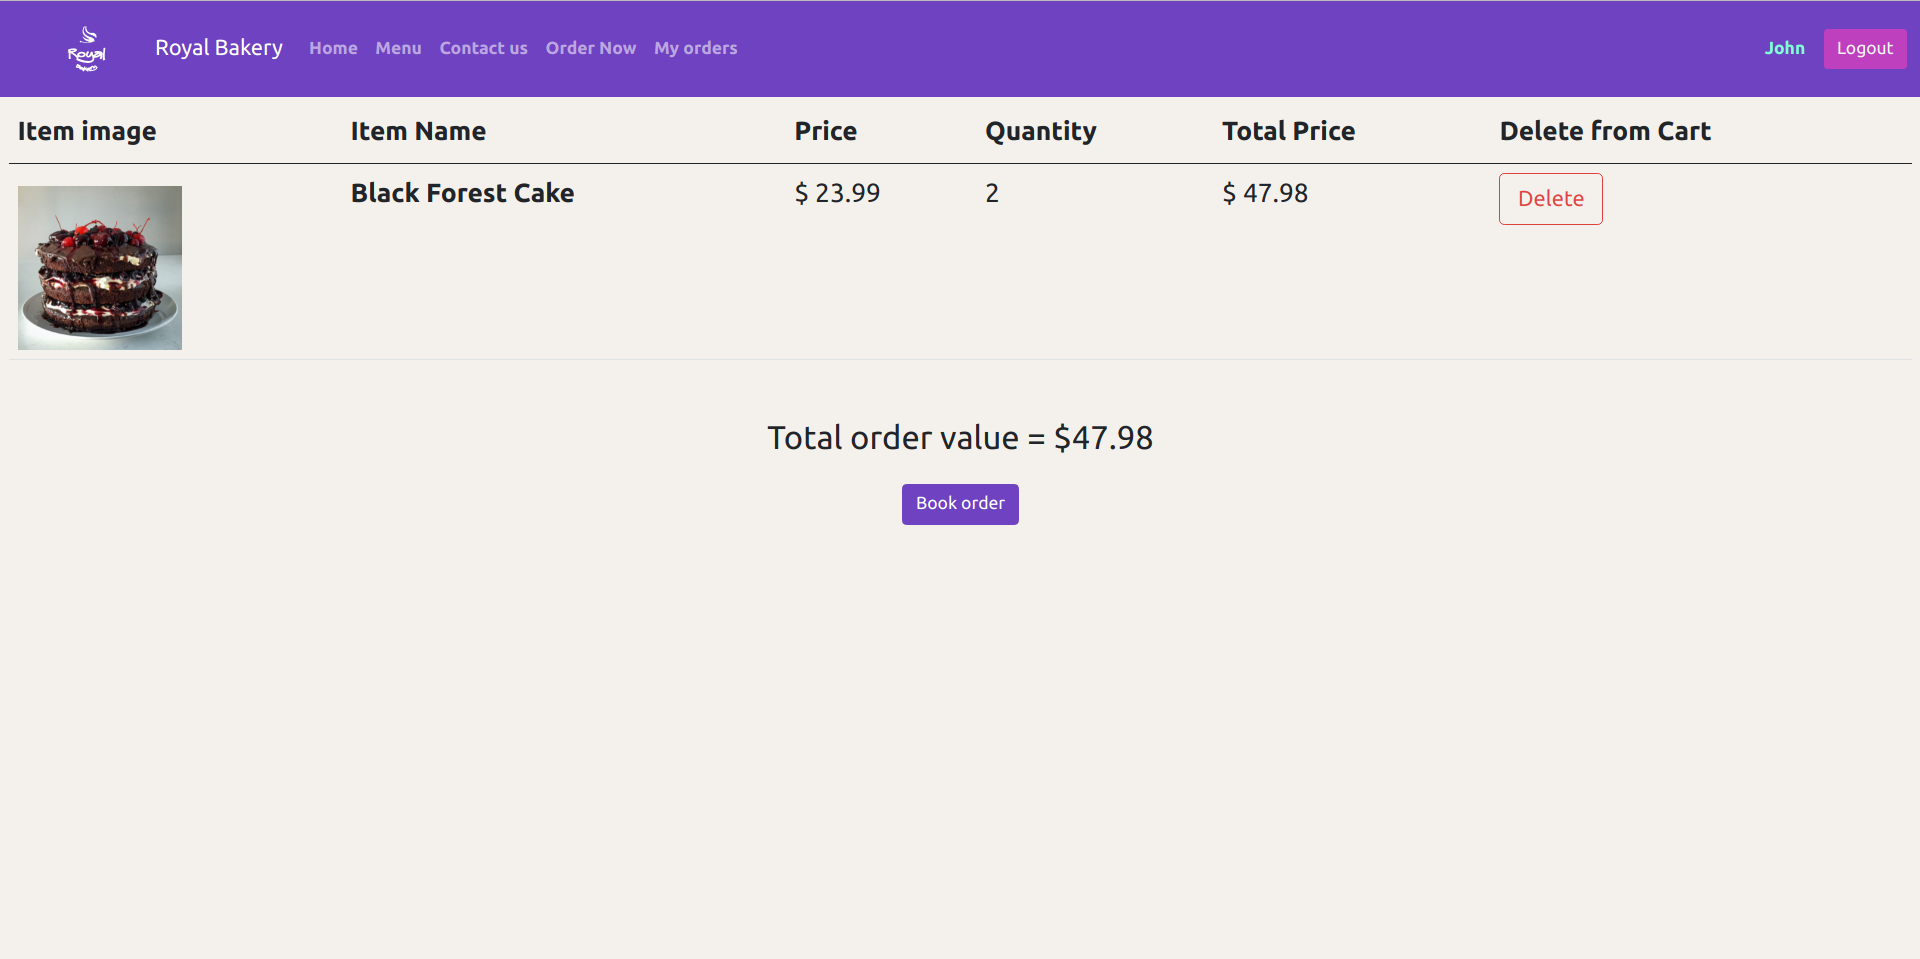 Royal
Royal Bakery Home Menu Contact us Order Now My orders John Logout
Item image Item Name Price Quantity Total Price Delete from Cart
Black Forest Cake $ 23.99 2 $ 47.98 Delete
Total order value = $47.98
Book order